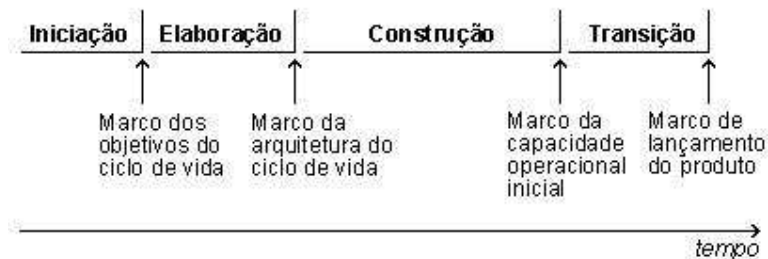 Iniciação Elaboração Construção Transição
Marco dos
objetivos do
ciclo de vida
Marco da
arquitetura do
ciclo de vida
Marco da
capacidade
operacional
inicial
Marco de
lançamento
do produto
tempo